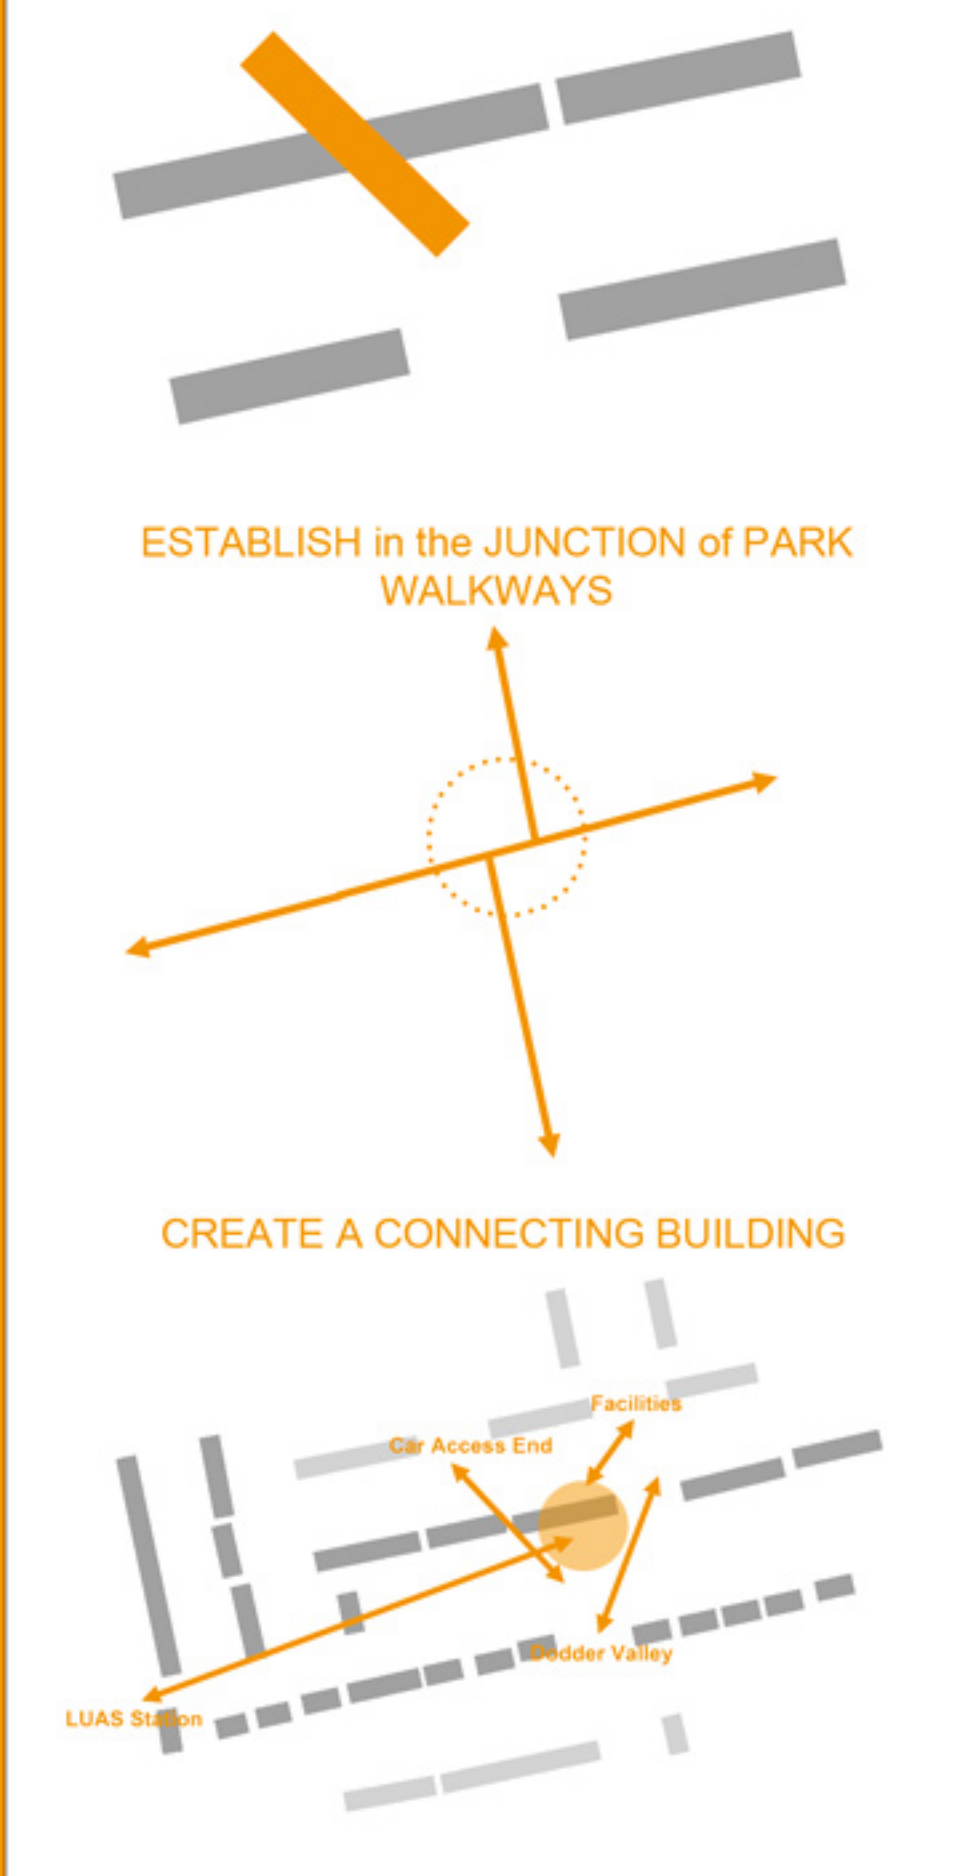 ESTABLISH in the JUNCTION of PARK
WALKWAYS
CREATE A CONNECTING BUILDING
Facilities
Car Access End
Dodder Valley
LUAS Station